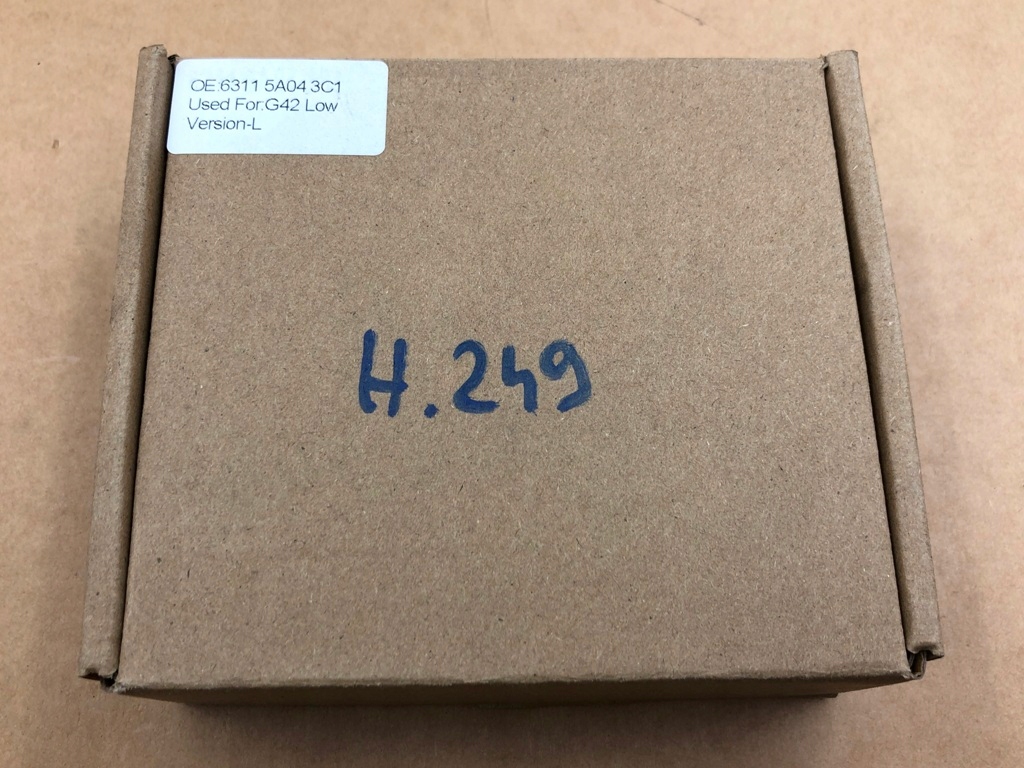 OE:6311 5A04 3C1
Used For:G42 Low
Version-L
H.249